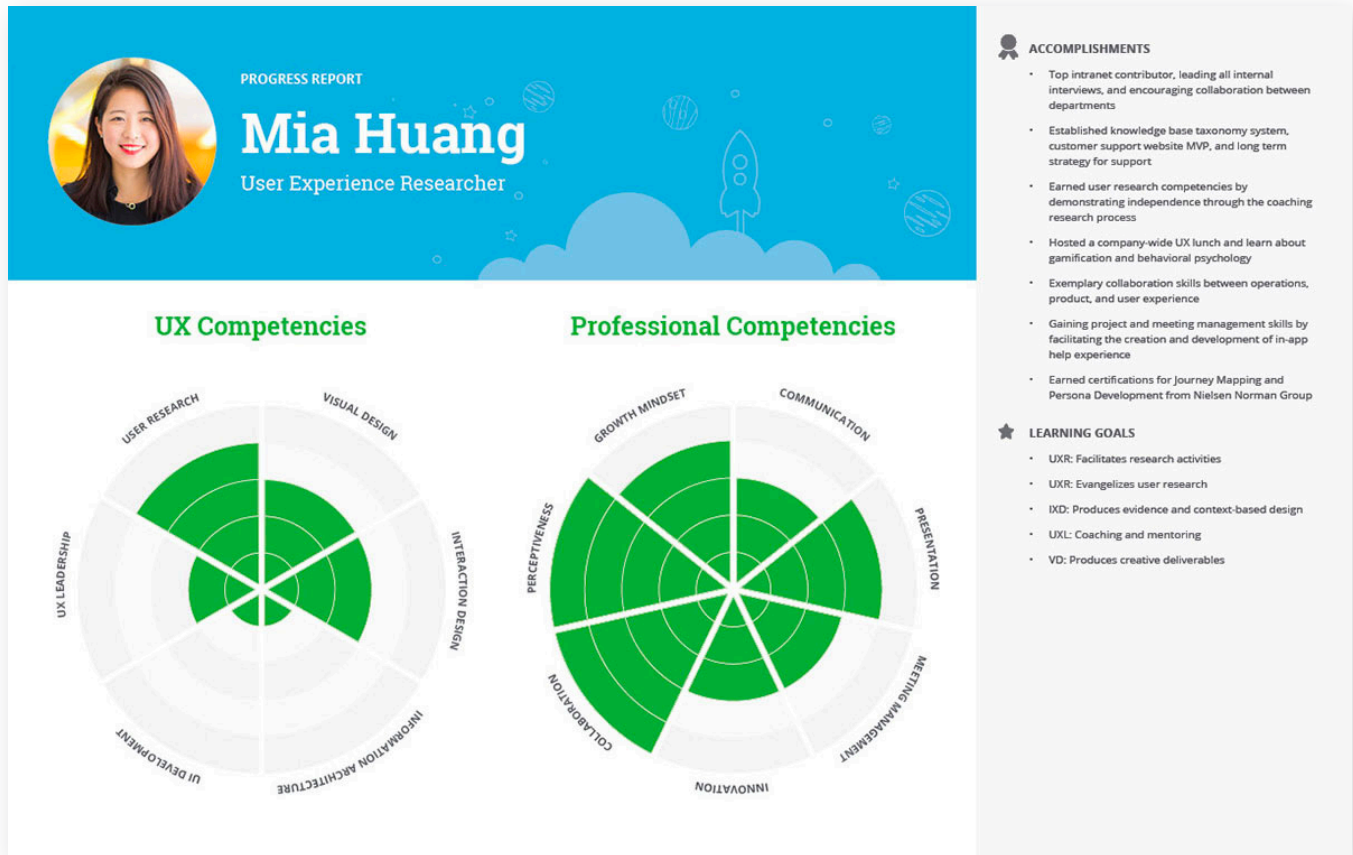 PROGRESS REPORT
Mia Huang
User Experience Researcher
UX Competencies
USER RESEARCH
VISUAL DESIGN
INTERACTION DESIGN
INFORMATION ARCHITECTURE
UI DEVELOPMENT
UX LEADERSHIP
Professional Competencies
GROWTH MINDSET
COMMUNICATION
PRESENTATION
MEETING MANAGEMENT
INNOVATION
COLLABORATION
PERCEPTIVENESS
ACCOMPLISHMENTS
• Top intranet contributor, leading all internal
interviews, and encouraging collaboration between
departments
• Established knowledge base taxonomy system,
customer support website MVP, and long term
strategy for support
• Earned user research competencies by
demonstrating independence through the coaching
research process
• Hosted a company-wide UX lunch and learn about
gamification and behavioral psychology
• Exemplary collaboration skills between operations,
product, and user experience
• Gaining project and meeting management skills by
facilitating the creation and development of in-app
help experience
• Earned certifications for Journey Mapping and
Persona Development from Nielsen Norman Group
LEARNING GOALS
• UXR: Facilitates research activities
• UXR: Evangelizes user research
• IXD: Produces evidence and context-based design
• UXL: Coaching and mentoring
• VD: Produces creative deliverables